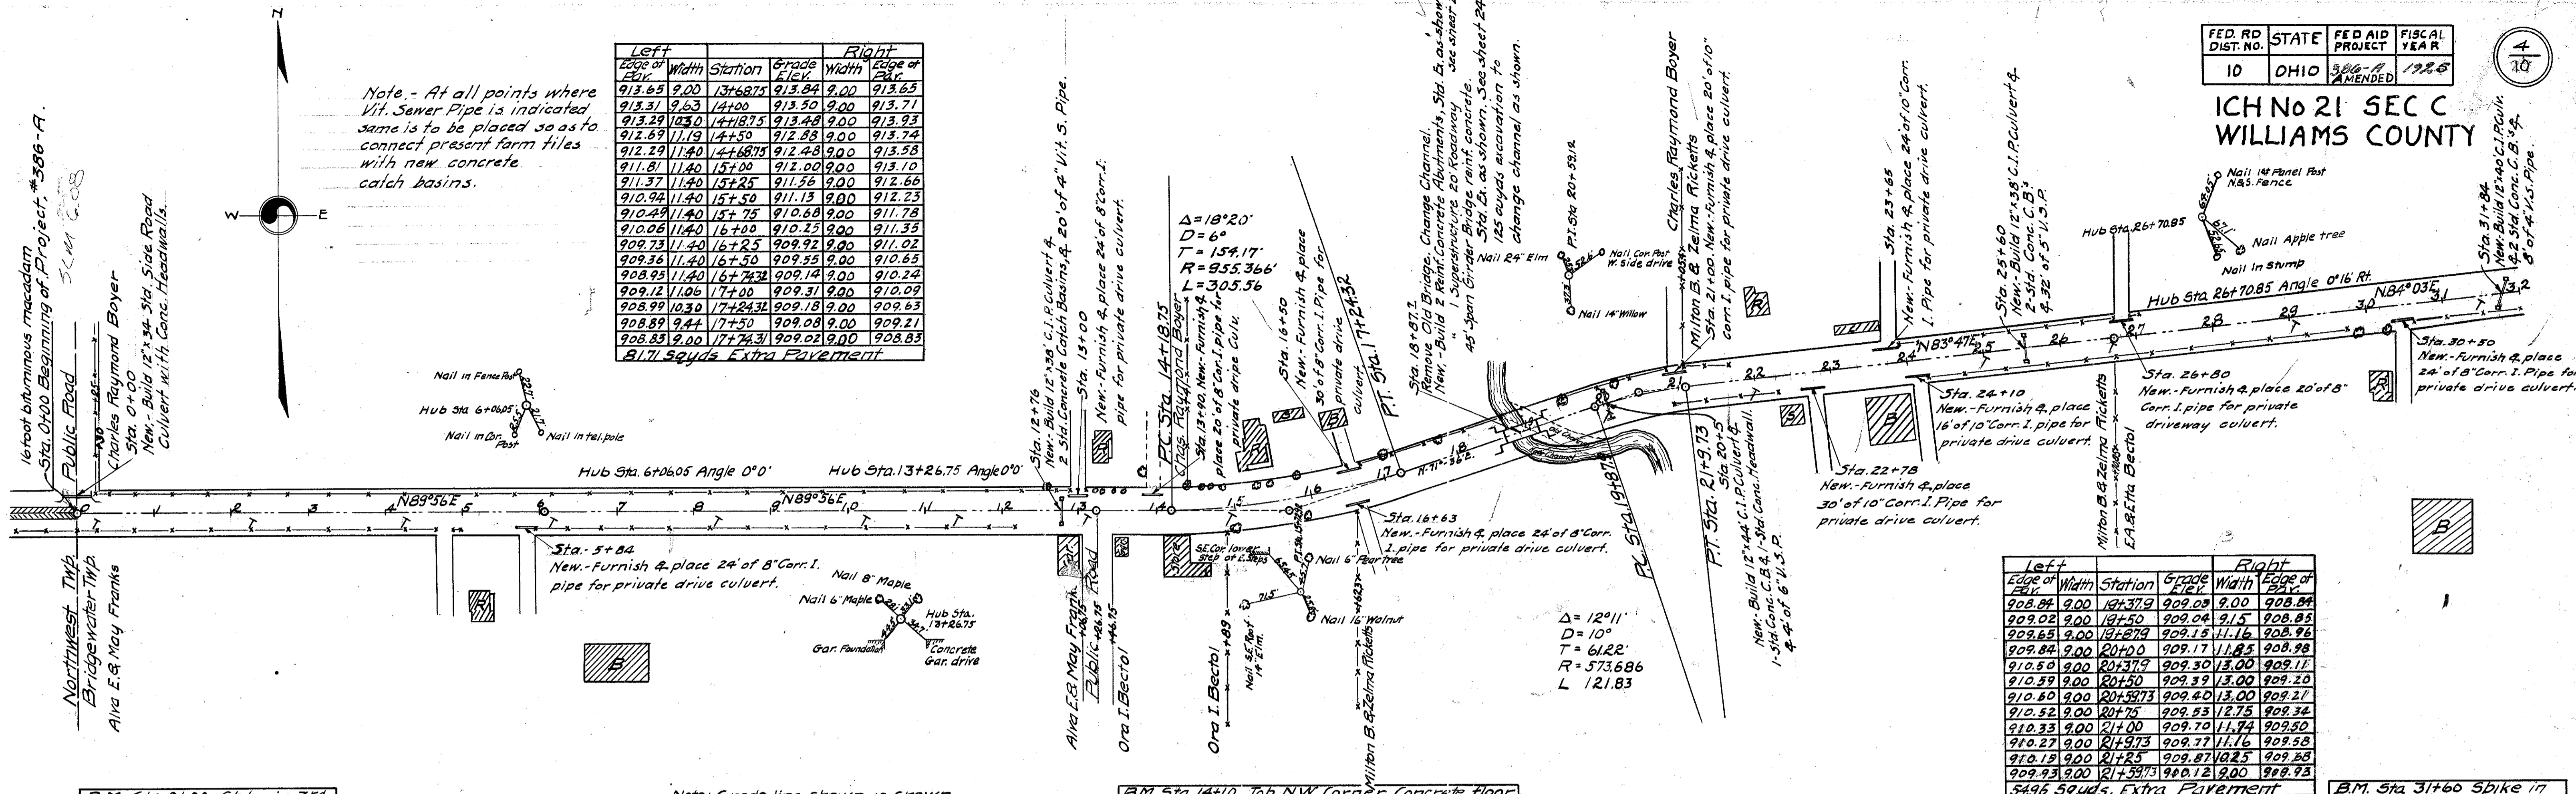 FED. RD DIST. NO. | STATE | FED AID PROJECT | FISCAL YEAR
10 | OHIO | 386-A AMENDED | 1925
4
10
ICH No 21 SEC C
WILLIAMS COUNTY
N
W
E
Note.- At all points where
Vit. Sewer Pipe is indicated
same is to be placed so as to
connect present farm tiles
with new concrete
catch basins.
Left | Right
Edge of Pav. | Width | Station | Grade Elev. | Width | Edge of Pav.
913.65 9.00 13+68.75 913.84 9.00 913.65
913.31 9.63 14+00 913.50 9.00 913.71
913.29 10.30 14+18.75 913.48 9.00 913.93
912.69 11.19 14+50 912.88 9.00 913.74
912.29 11.40 14+68.75 912.48 9.00 913.58
911.81 11.40 15+00 912.00 9.00 913.10
911.37 11.40 15+25 911.56 9.00 912.66
910.94 11.40 15+50 911.13 9.00 912.23
910.49 11.40 15+75 910.68 9.00 911.78
910.06 11.40 16+00 910.25 9.00 911.35
909.73 11.40 16+25 909.92 9.00 911.02
909.36 11.40 16+50 909.55 9.00 910.65
908.95 11.40 16+74.32 909.14 9.00 910.24
909.12 11.06 17+00 909.31 9.00 910.09
908.99 10.30 17+24.32 909.18 9.00 909.63
908.89 9.44 17+50 909.08 9.00 909.21
908.83 9.00 17+74.31 909.02 9.00 908.83
81.71 Sq yds Extra Pavement
16 foot bituminous macadam
Sta. 0+00 Beginning of Project, #386-A.
Public Road
Charles Raymond Boyer
Sta. 0+00
New.- Build 12"x34' Std. Side Road
Culvert with Conc. Headwalls.
Northwest Twp.
Bridgewater Twp.
Alva E. & May Franks
N89°56'E
Hub Sta. 6+06.05 Angle 0°0'
Hub Sta. 13+26.75 Angle 0°0'
N89°56'E
Nail in Fence Post
Hub Sta 6+06.05
Nail in Cor. Post
Nail in tel. pole
Sta.- 5+84
New.- Furnish & place 24' of 8" Corr. I.
pipe for private drive culvert.
R
B
Nail 8" Maple
Nail 6" Maple
Hub Sta. 13+26.75
Gar. Foundation
Concrete Gar. drive
Sta. 12+76
New.- Build 12"x38' C.I.P. Culvert &
2 Std. Concrete Catch Basins, & 20' of 4" Vit. S. Pipe.
Sta. 13+00
New.- Furnish & place 24' of 8" Corr. I.
pipe for private drive culvert.
P.C. Sta. 14+18.75
Chas. Raymond Boyer
Sta. 13+90. New.- Furnish &
place 20' of 8" Corr. I. pipe for
private drive Culv.
Δ = 18°20'
D = 6°
T = 154.17'
R = 955.366'
L = 305.56
Sta. 16+50
New.- Furnish & place
30' of 8" Corr. I. Pipe for
private drive
culvert
P.T. Sta. 17+24.32
Alva E. & May Frank
Public Road
Ora I. Bectol
Ora I. Bectol +89
S.E. Cor. lower step of E. Steps
71.5
Nail 6" Pear tree
Nail 16" Walnut
Nail S.E. Root 14" Elm.
Milton B. & Zelma Ricketts
Sta. 16+63
New.- Furnish & place 24' of 8" Corr.
I. pipe for private drive culvert.
N-71°-36'E.
Sta. 18+87.2
Remove Old Bridge. Change Channel.
New.- Build 2 Reinf. Concrete Abutments, Std. Ex. as show
" 1 Superstructure 20' Roadway
45' Span Girder Bridge reinf. concrete.
Std. Ex. as shown. See sheet 24
125 cu yds excavation to
change channel as shown.
P.C. Sta. 19+87.9
P.T. Sta. 21+9.73
Sta. 20+5
New.- Build 12"x44' C.I.P. Culvert &
1-Std. Conc. C.B. & 1-Std. Conc. Headwall.
& 4' of 6" V.S.P.
Δ = 12°11'
D = 10°
T = 61.22'
R = 573.686
L 121.83
P.I. Sta 20+59.12
Nail 24" Elm
Nail Cor. Post W. Side drive
Nail 14" Willow
Charles Raymond Boyer
Milton B. & Zelma Ricketts
Sta. 21+00. New.- Furnish & place 20' of 10"
Corr. I. pipe for private drive culvert.
Sta. 22+78
New.- Furnish & place
30' of 10" Corr. I. Pipe for
private drive culvert.
Sta. 23+65
New.- Furnish & place 24' of 10" Corr.
I. Pipe for private drive culvert.
N83°47'E
Sta. 24+10
New.- Furnish & place
16' of 10" Corr. I. pipe for
private drive culvert.
Sta. 25+60
New.- Build 12"x38' C.I.P. Culvert &
2-Std. Conc. C.B's
& 32' of 5" V.S.P.
Hub Sta 26+70.85
Nail 1st Panel Post N.&S. Fence
Nail Apple tree
Nail In Stump
Hub Sta 26+70.85 Angle 0°16' Rt.
N84°03'E
Sta. 26+80
New.- Furnish & place 20' of 8"
Corr. I. pipe for private
driveway culvert.
Milton B. & Zelma Ricketts
E.A. & Etta Bectol
Sta. 30+50
New.- Furnish & place
24' of 8" Corr. I. Pipe for
private drive culvert.
Sta. 31+84
New.- Build 12"x40' C.I.P. Culv.
& 2 Std. Conc. C.B.'s &
8' of 4" V.S. Pipe.
B
Left | Right
Edge of Pav. | Width | Station | Grade Elev. | Width | Edge of Pav.
908.84 9.00 19+37.9 909.03 9.00 908.84
909.02 9.00 19+50 909.04 9.15 908.85
909.65 9.00 19+87.9 909.15 11.16 908.96
909.84 9.00 20+00 909.17 11.85 908.98
910.50 9.00 20+37.9 909.30 13.00 909.11
910.59 9.00 20+50 909.39 13.00 909.20
910.60 9.00 20+59.73 909.40 13.00 909.21
910.52 9.00 20+75 909.53 12.75 909.34
910.33 9.00 21+00 909.70 11.74 909.50
910.27 9.00 21+9.73 909.77 11.16 909.58
910.19 9.00 21+25 909.87 10.25 909.68
909.93 9.00 21+59.73 900.12 9.00 909.93
54.96 Sq yds. Extra Pavement
B.M. Sta 14+10 Top N.W. Corner Concrete floor
B.M. Sta 31+60 Spike in